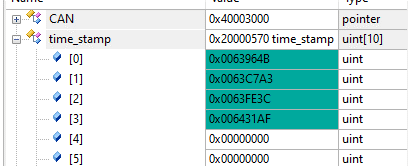 Name Value Type
CAN 0x40003000 pointer
time_stamp 0x20000570 time_stamp uint[10]
[0] 0x0063964B uint
[1] 0x0063C7A3 uint
[2] 0x0063FE3C uint
[3] 0x006431AF uint
[4] 0x00000000 uint
[5] 0x00000000 uint